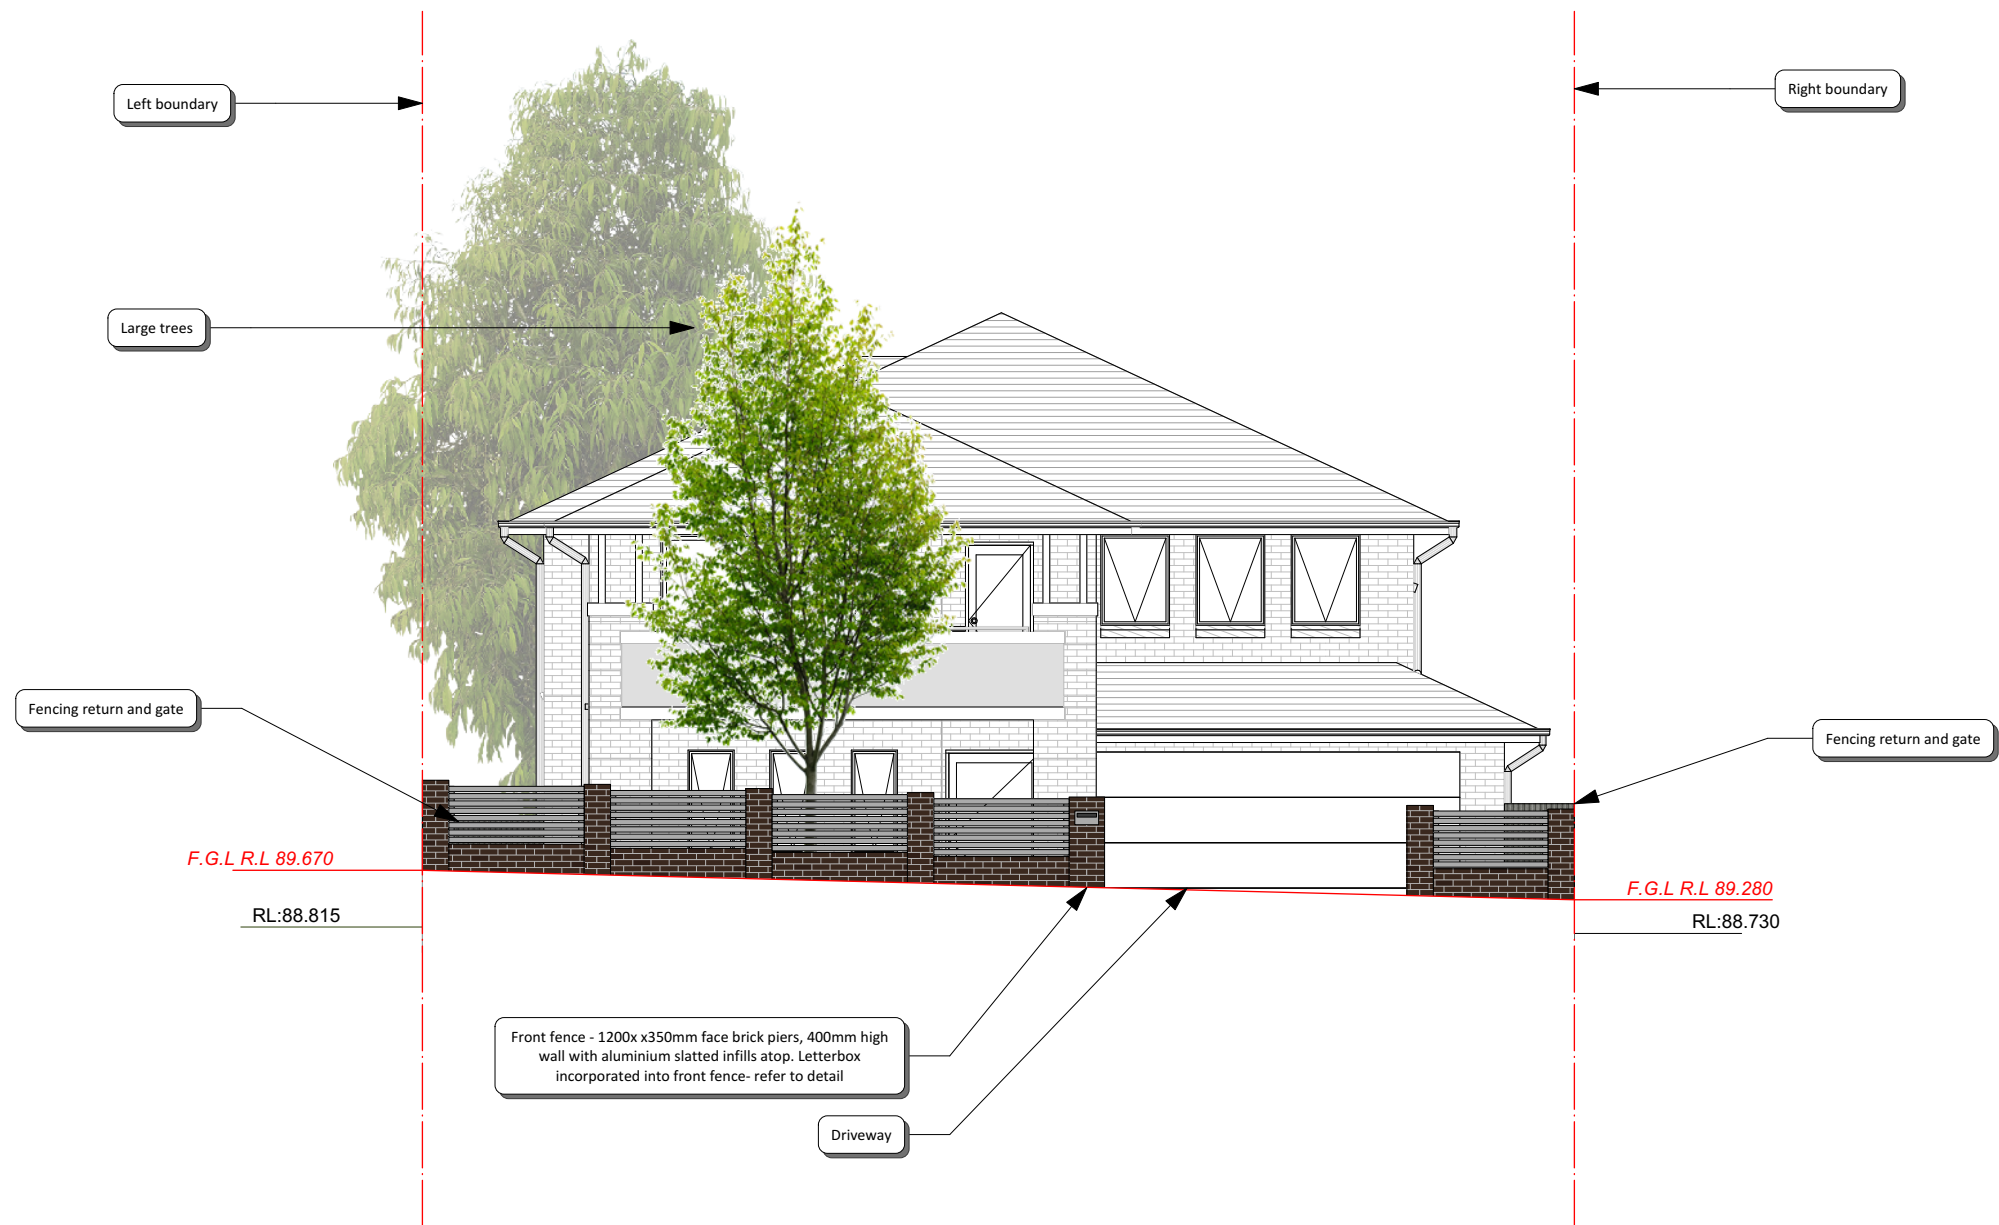 Left boundary
Right boundary
Large trees
Fencing return and gate
Fencing return and gate
F.G.L R.L 89.670
RL:88.815
F.G.L R.L 89.280
RL:88.730
Front fence - 1200x x350mm face brick piers, 400mm high
wall with aluminium slatted infills atop. Letterbox
incorporated into front fence- refer to detail
Driveway